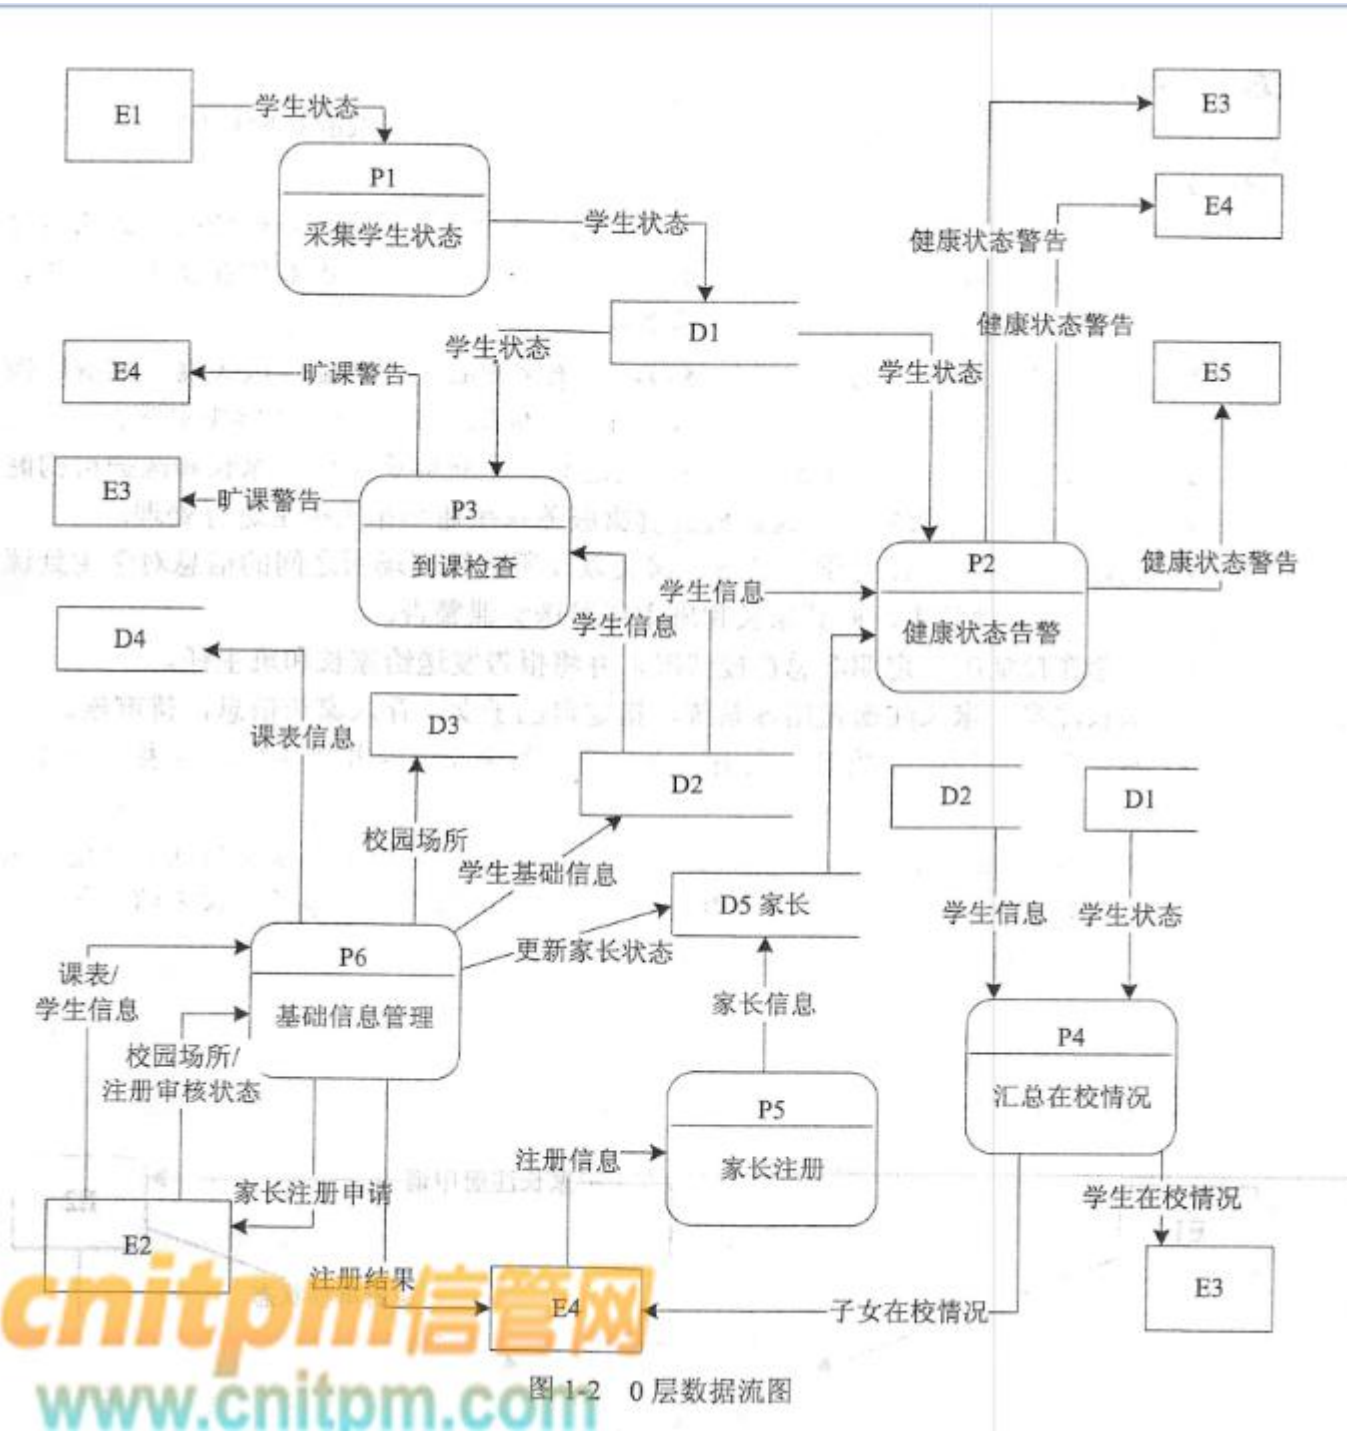 E1
学生状态
E3
P1
采集学生状态
学生状态
E4
健康状态警告
健康状态警告
D1
学生状态
学生状态
E4
旷课警告
E5
E3
旷课警告
P3
到课检查
P2
健康状态告警
健康状态警告
学生信息
学生信息
D4
课表信息
D3
校园场所
D2
学生基础信息
D2
D1
D5 家长
更新家长状态
学生信息
学生状态
P6
基础信息管理
课表/
学生信息
校园场所/
注册审核状态
家长信息
P4
汇总在校情况
P5
家长注册
注册信息
家长注册申请
学生在校情况
E2
注册结果
E4
子女在校情况
E3
cnitpm信管网
www.cnitpm.com
图 1-2 0 层数据流图